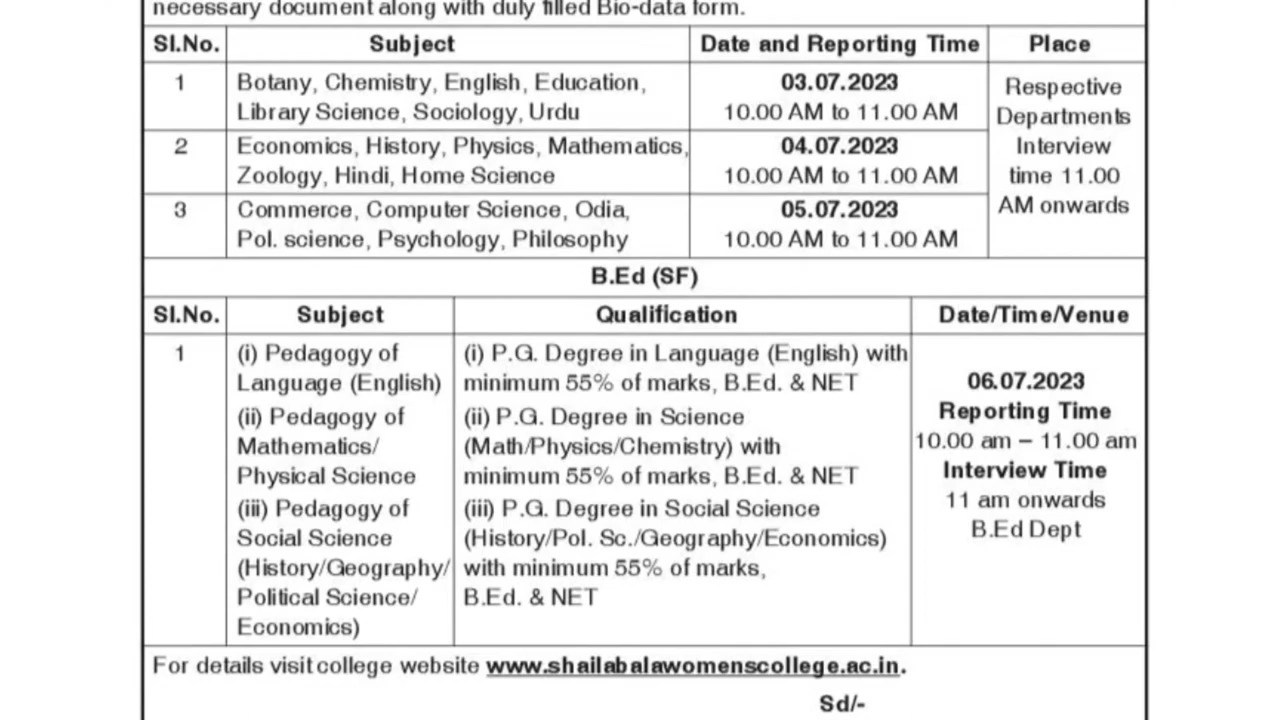 necessary document along with duly filled Bio-data form.
Sl.No. Subject Date and Reporting Time Place
1 Botany, Chemistry, English, Education,
Library Science, Sociology, Urdu
03.07.2023
10.00 AM to 11.00 AM
2 Economics, History, Physics, Mathematics,
Zoology, Hindi, Home Science
04.07.2023
10.00 AM to 11.00 AM
3 Commerce, Computer Science, Odia,
Pol. science, Psychology, Philosophy
05.07.2023
10.00 AM to 11.00 AM
Respective
Departments
Interview
time 11.00
AM onwards
B.Ed (SF)
Sl.No. Subject Qualification Date/Time/Venue
1 (i) Pedagogy of
Language (English)
(ii) Pedagogy of
Mathematics/
Physical Science
(iii) Pedagogy of
Social Science
(History/Geography/
Political Science/
Economics)
(i) P.G. Degree in Language (English) with
minimum 55% of marks, B.Ed. & NET
(ii) P.G. Degree in Science
(Math/Physics/Chemistry) with
minimum 55% of marks, B.Ed. & NET
(iii) P.G. Degree in Social Science
(History/Pol. Sc./Geography/Economics)
with minimum 55% of marks,
B.Ed. & NET
06.07.2023
Reporting Time
10.00 am – 11.00 am
Interview Time
11 am onwards
B.Ed Dept
For details visit college website www.shailabalawomenscollege.ac.in.
Sd/-